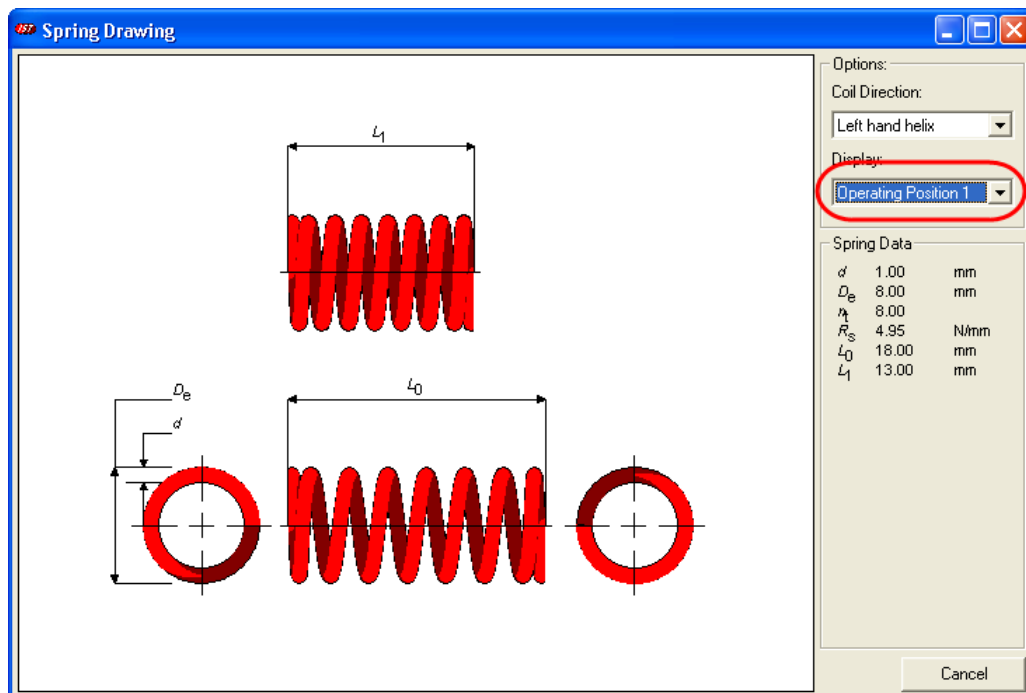 IST Spring Drawing
Options:
Coil Direction:
Left hand helix
Display:
Operating Position 1
L1
Spring Data
d 1.00 mm
De 8.00 mm
nt 8.00
Rs 4.95 N/mm
L0 18.00 mm
L1 13.00 mm
De
L0
d
Cancel